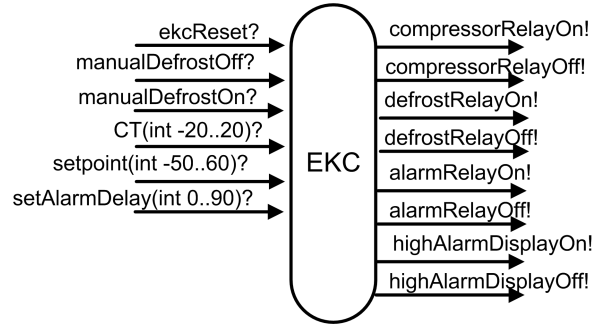 ekcReset?
manualDefrostOff?
manualDefrostOn?
CT(int -20..20)?
setpoint(int -50..60)?
setAlarmDelay(int 0..90)?
EKC
compressorRelayOn!
compressorRelayOff!
defrostRelayOn!
defrostRelayOff!
alarmRelayOn!
alarmRelayOff!
highAlarmDisplayOn!
highAlarmDisplayOff!